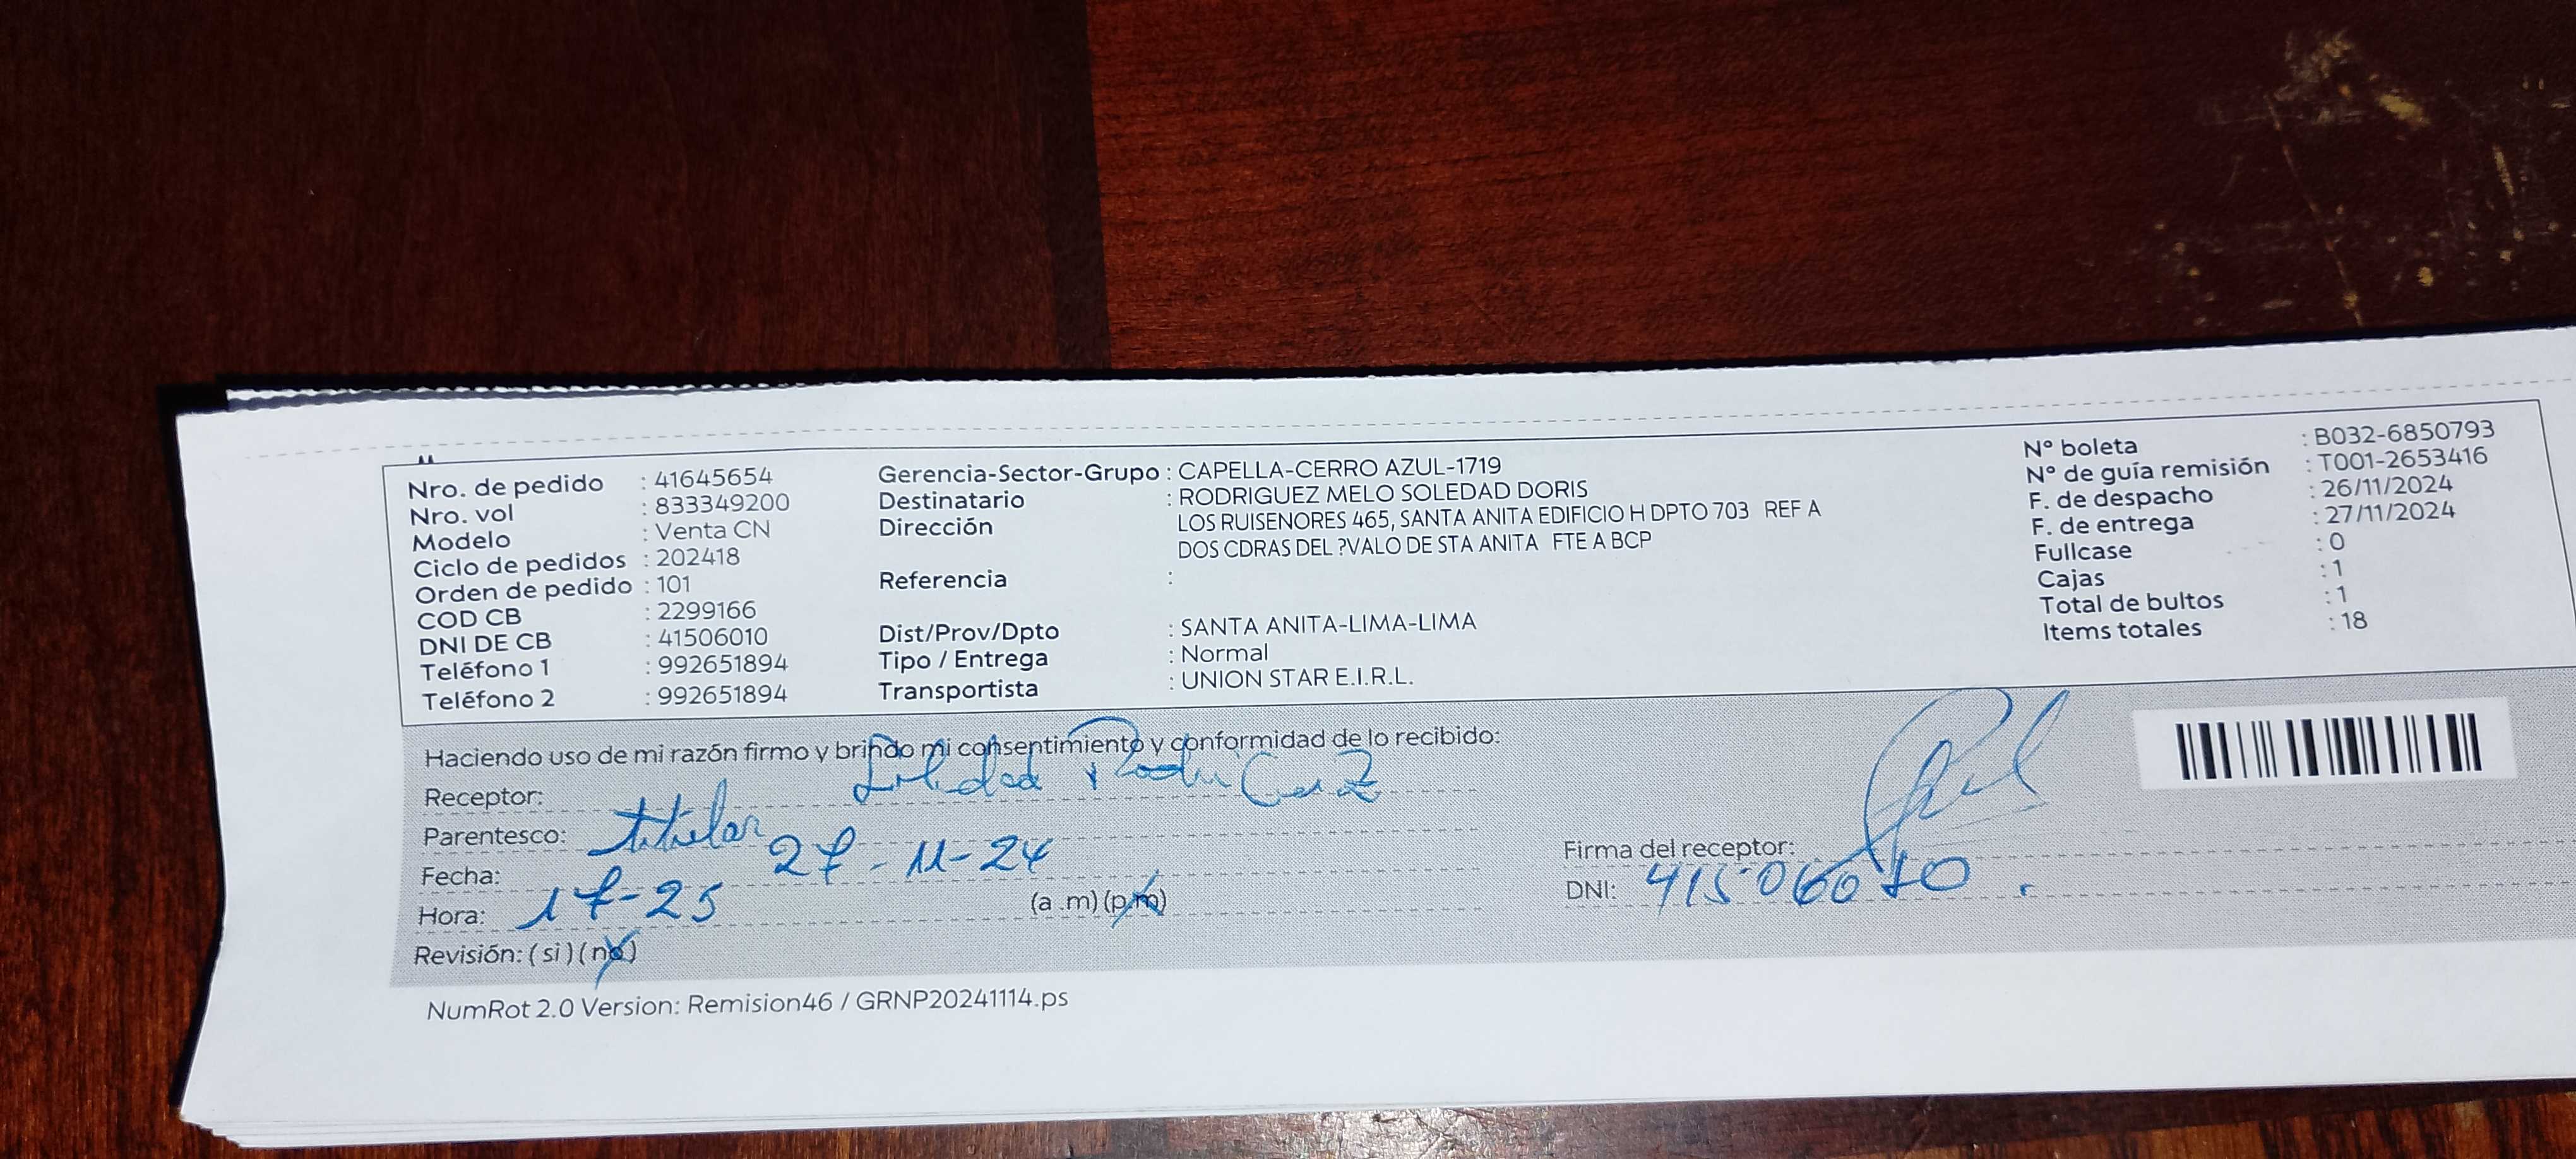 Nro. de pedido : 41645654
Nro. vol : 833349200
Modelo : Venta CN
Ciclo de pedidos : 202418
Orden de pedido : 101
COD CB : 2299166
DNI DE CB : 41506010
Teléfono 1 : 992651894
Teléfono 2 : 992651894
Gerencia-Sector-Grupo : CAPELLA-CERRO AZUL-1719
Destinatario : RODRIGUEZ MELO SOLEDAD DORIS
Dirección LOS RUISENORES 465, SANTA ANITA EDIFICIO H DPTO 703 REF A
DOS CDRAS DEL ?VALO DE STA ANITA FTE A BCP
Referencia :
Dist/Prov/Dpto : SANTA ANITA-LIMA-LIMA
Tipo / Entrega : Normal
Transportista : UNION STAR E.I.R.L.
N° boleta : B032-6850793
N° de guía remisión : T001-2653416
F. de despacho : 26/11/2024
F. de entrega : 27/11/2024
Fullcase : 0
Cajas : 1
Total de bultos : 1
Items totales : 18
Haciendo uso de mi razón firmo y brindo mi consentimiento y conformidad de lo recibido:
Receptor: Soledad Rodriguez
Parentesco: titular
Fecha: 27-11-24
Hora: 17-25 (a .m) (p.m)
Revisión: ( si ) ( no )
Firma del receptor:
DNI:
NumRot 2.0 Version: Remision46 / GRNP20241114.ps